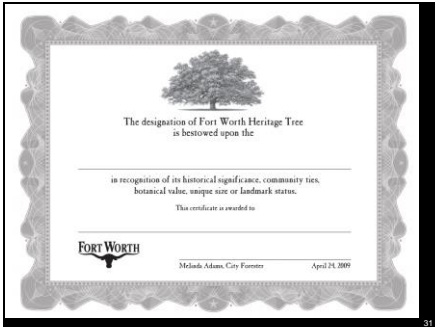 The designation of Fort Worth Heritage Tree
is bestowed upon the
in recognition of its historical significance, community ties,
botanical value, unique size or landmark status.
This certificate is awarded to
FORT WORTH
Melinda Adams, City Forester April 24, 2009
31